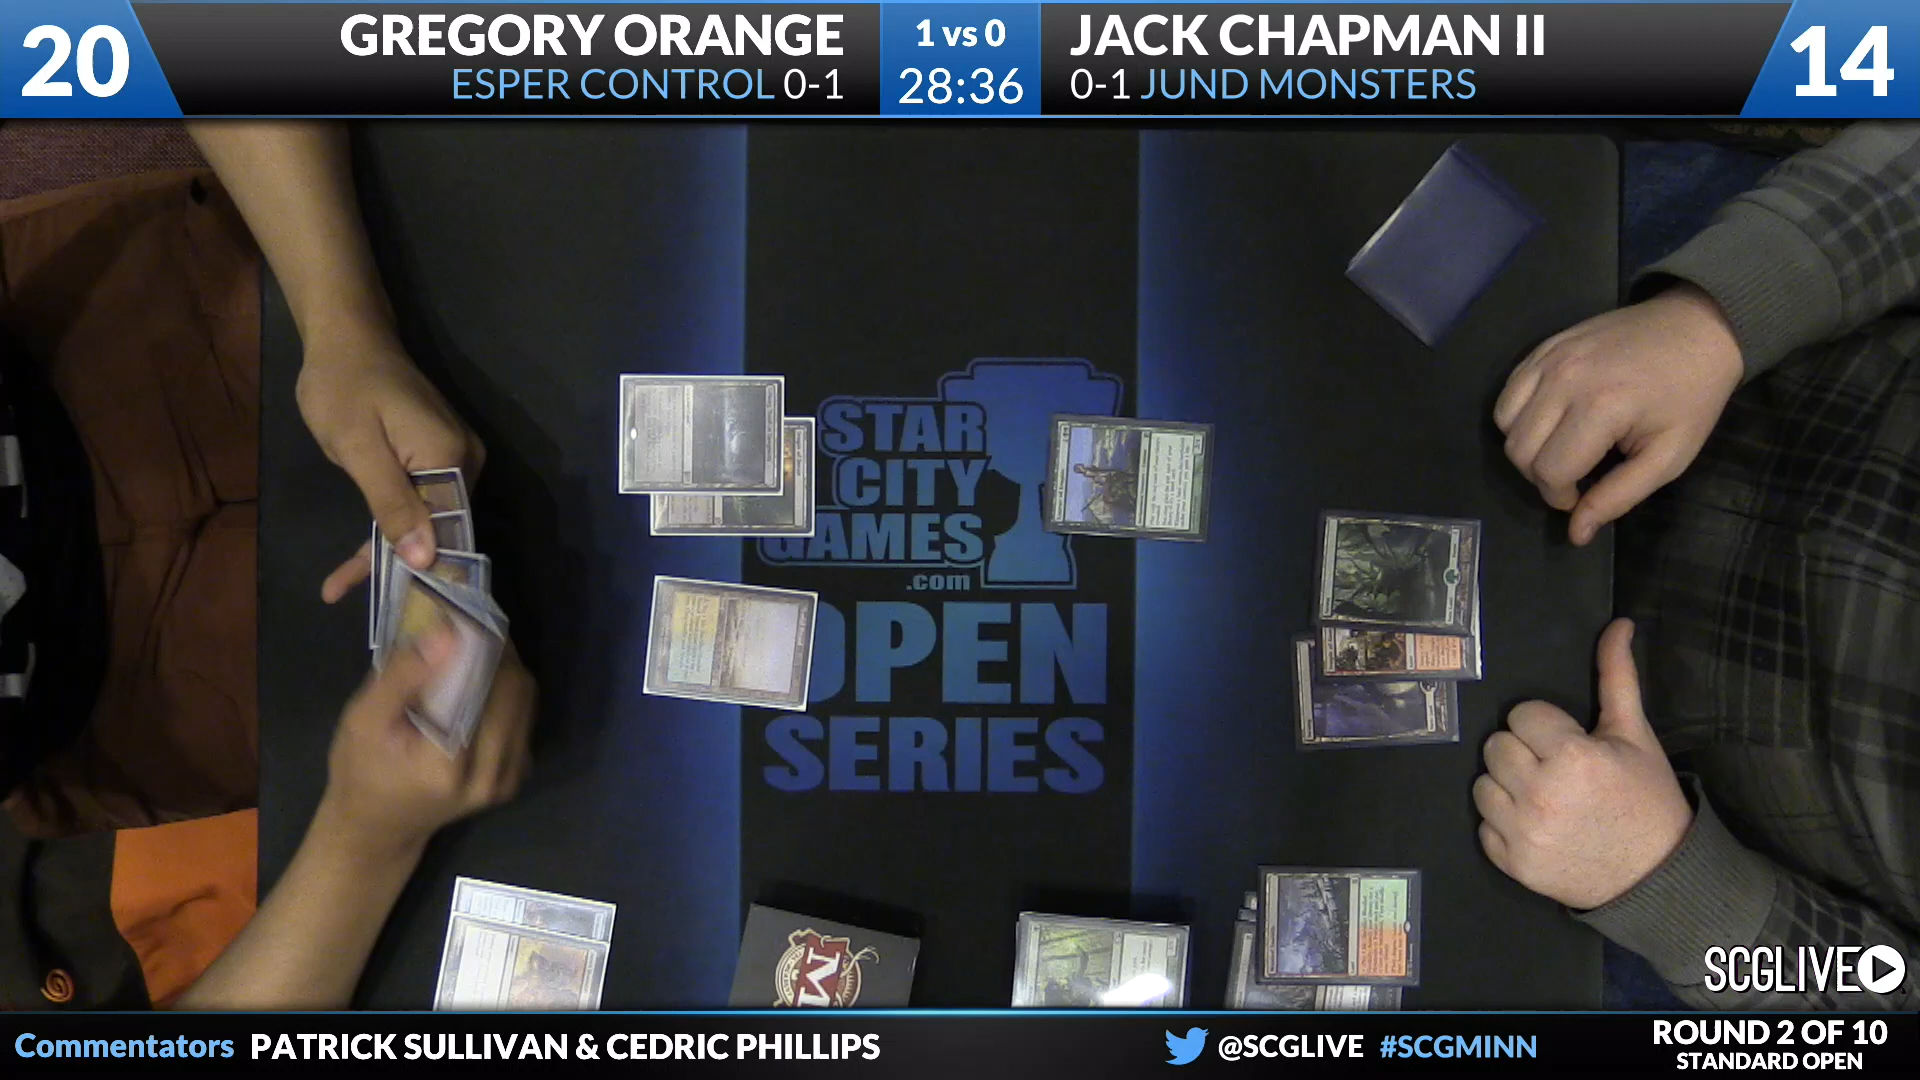 20
GREGORY ORANGE
ESPER CONTROL 0-1
1 vs 0
28:36
JACK CHAPMAN II
0-1 JUND MONSTERS
14
STAR
CITY
GAMES
.com
OPEN
SERIES
M
SCGLIVE
Commentators PATRICK SULLIVAN & CEDRIC PHILLIPS
@SCGLIVE #SCGMINN
ROUND 2 OF 10
STANDARD OPEN